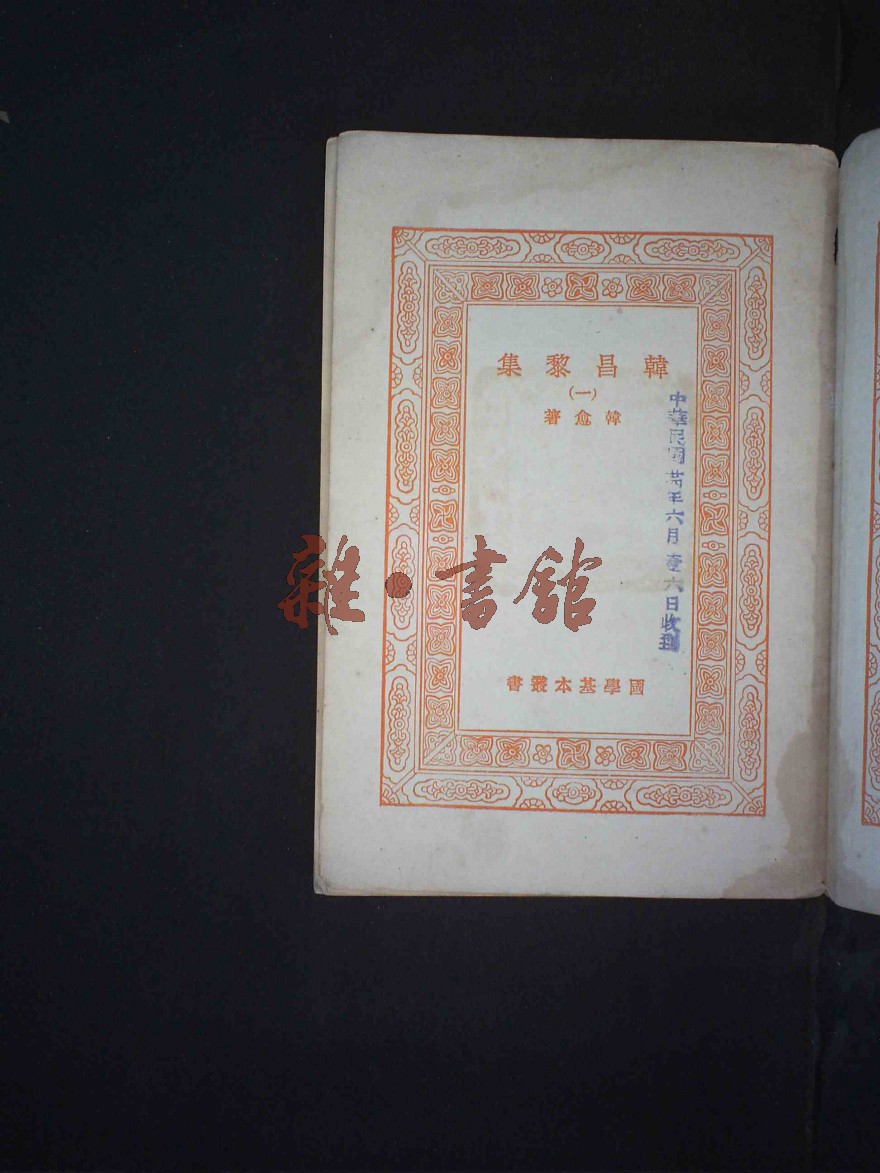 韓昌黎集
（一）
韓愈著
中華民國廿年六月壹六日收到
國學基本叢書
雜·書館